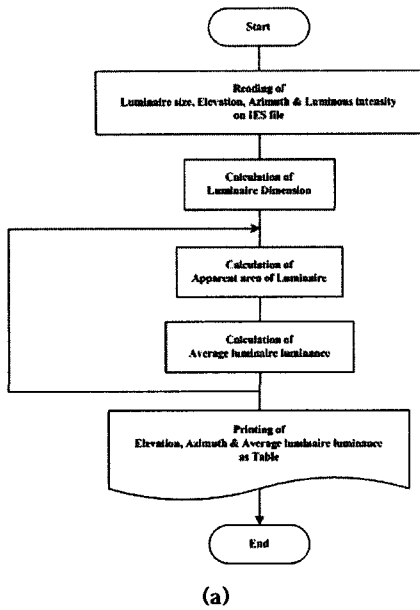 Start
Reading of
Luminaire size, Elevation, Azimuth & Luminous intensity
on IES file
Calculation of
Luminaire Dimension
Calculation of
Apparent area of Luminaire
Calculation of
Average luminaire luminance
Printing of
Elevation, Azimuth & Average luminaire luminance
as Table
End
(a)